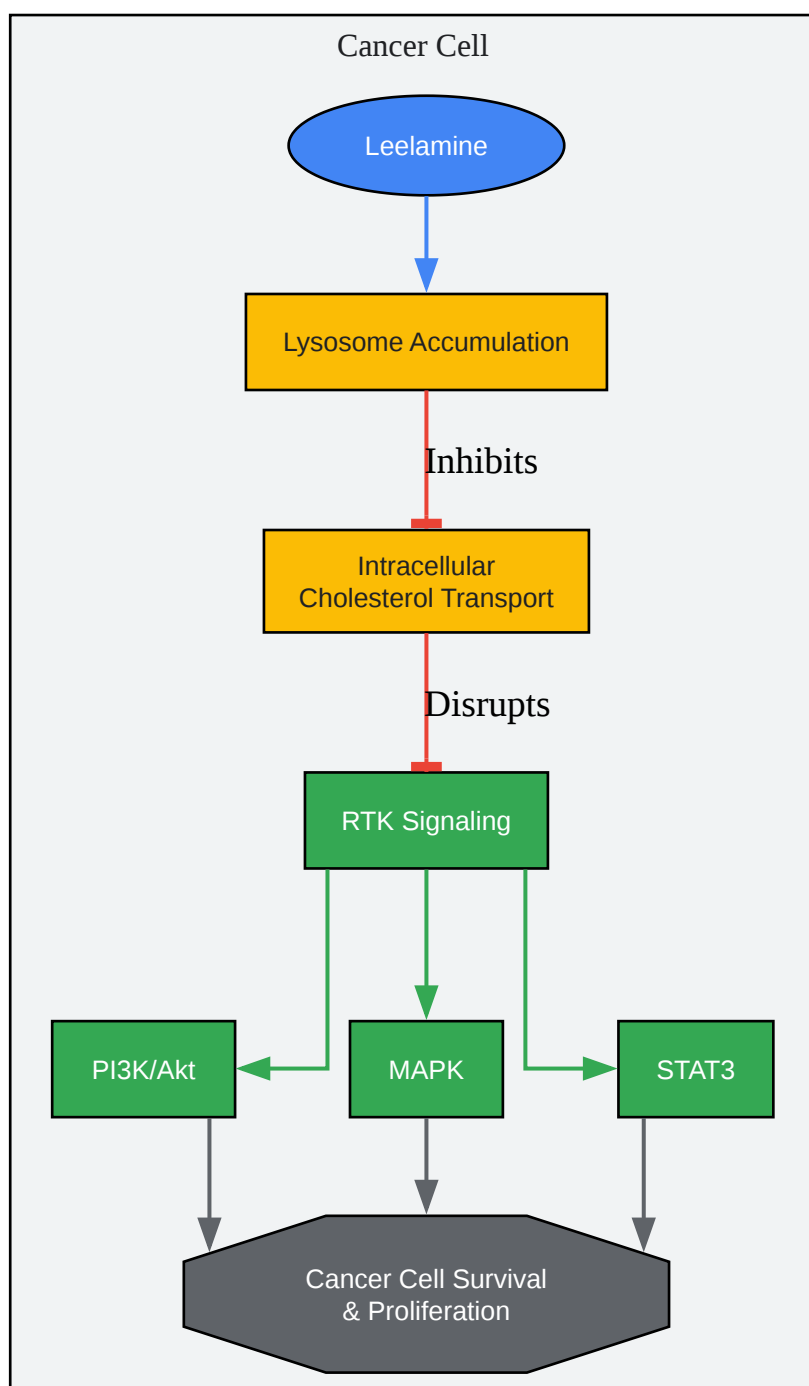 Cancer Cell
Leelamine
Lysosome Accumulation
Inhibits
Intracellular
Cholesterol Transport
Disrupts
RTK Signaling
PI3K/Akt
MAPK
STAT3
Cancer Cell Survival
& Proliferation